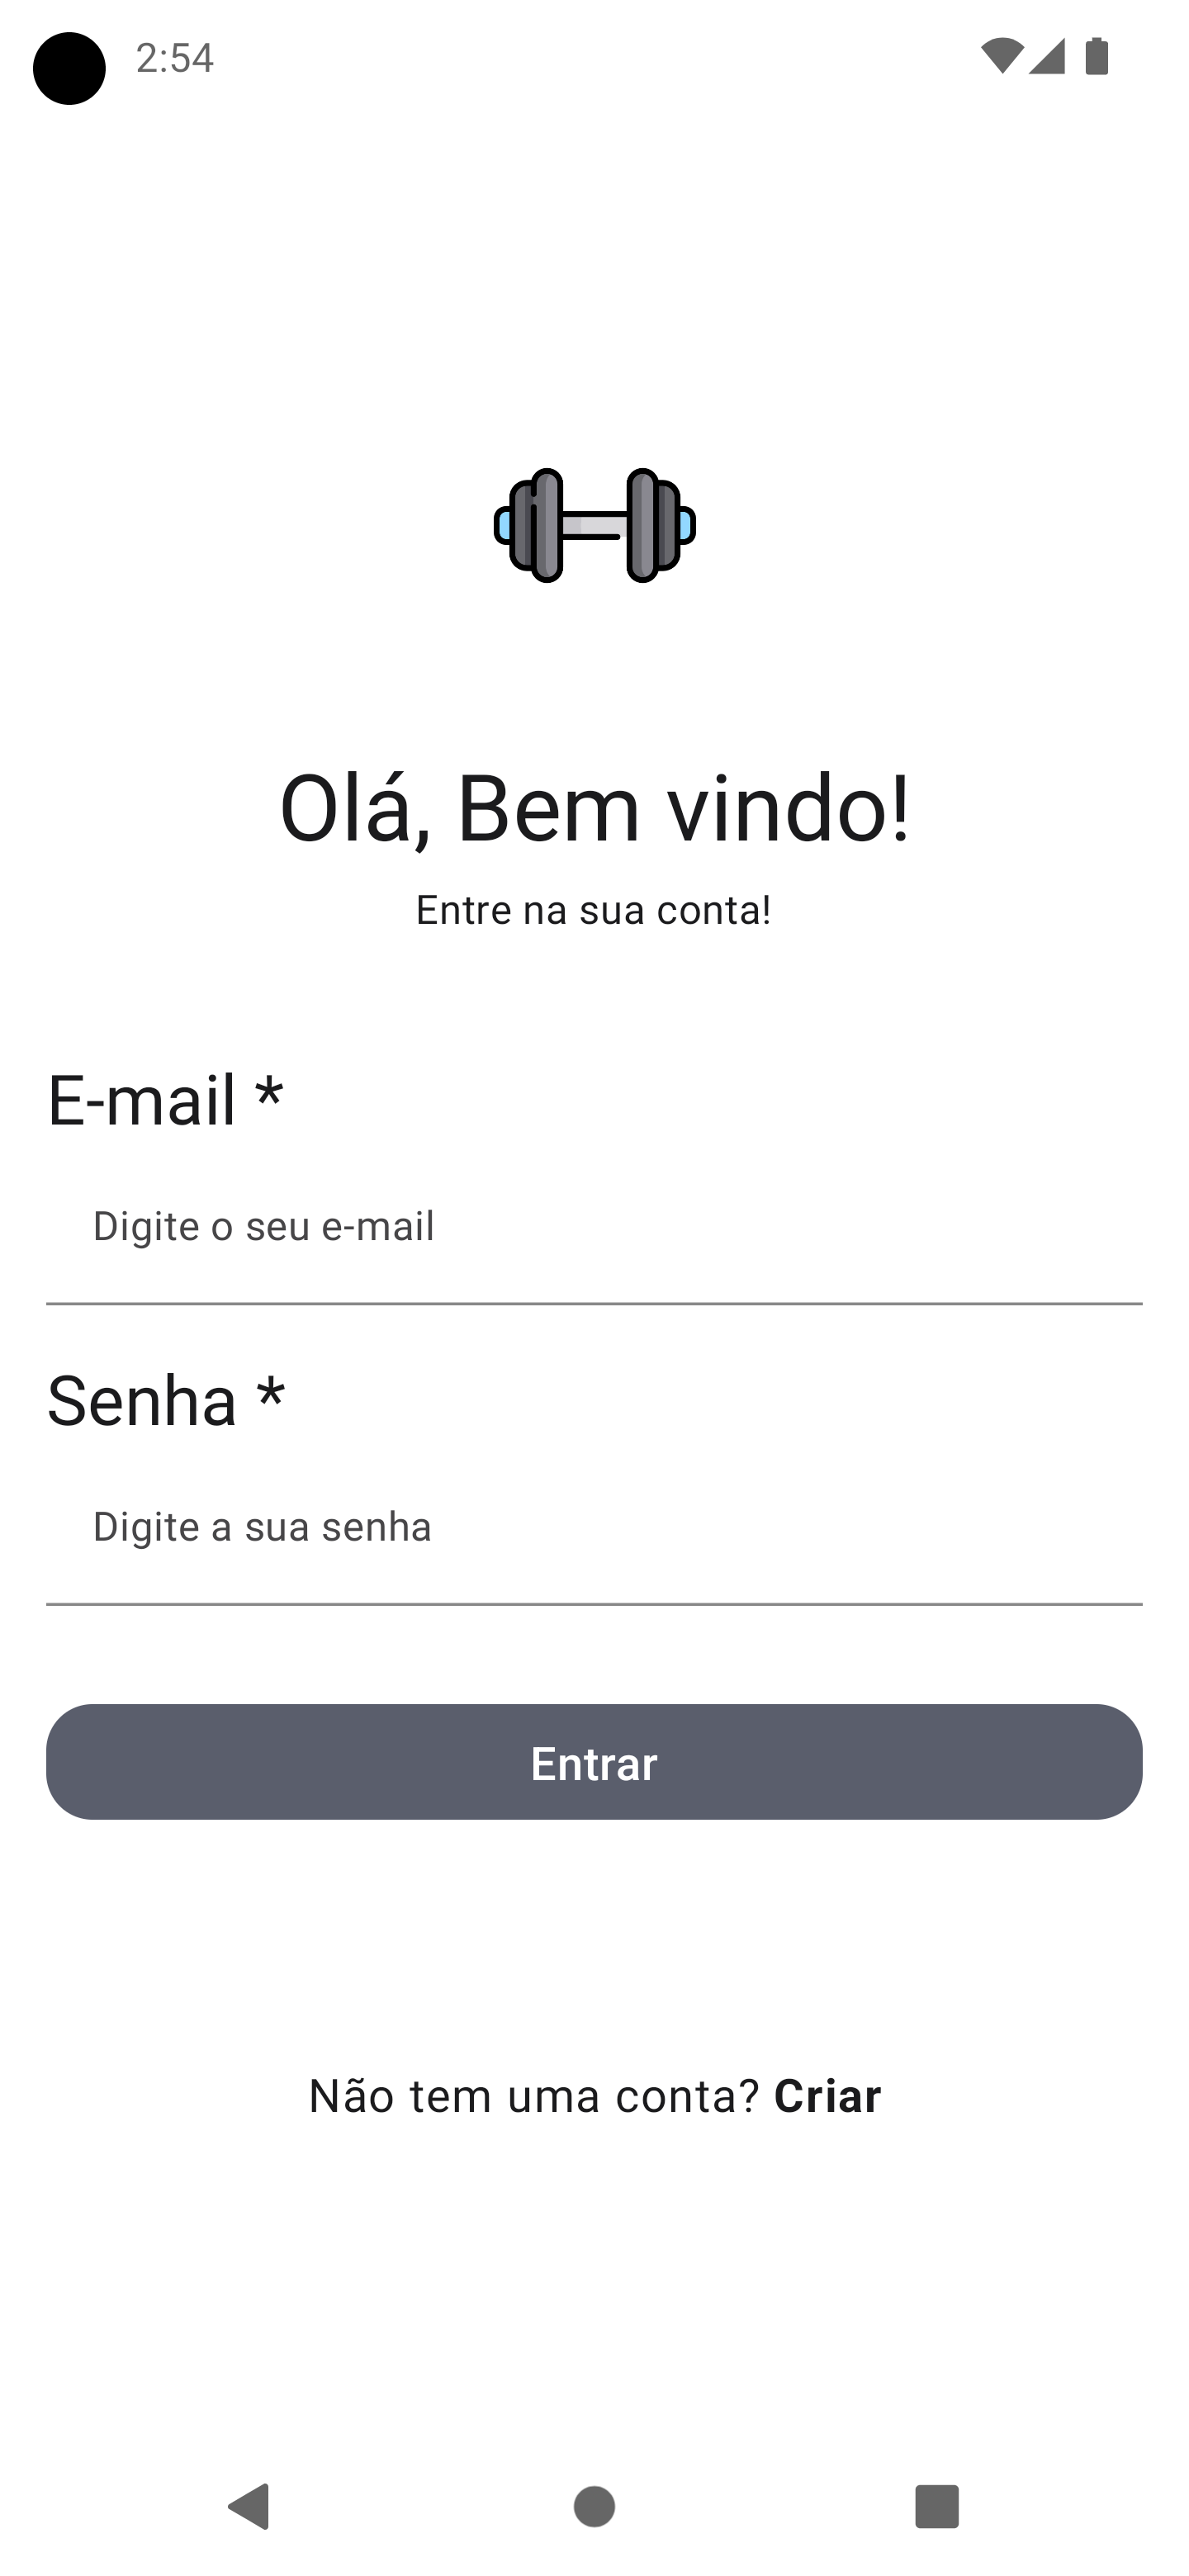 2:54
Olá, Bem vindo!
Entre na sua conta!
E-mail *
Digite o seu e-mail
Senha *
Digite a sua senha
Entrar
Não tem uma conta? Criar